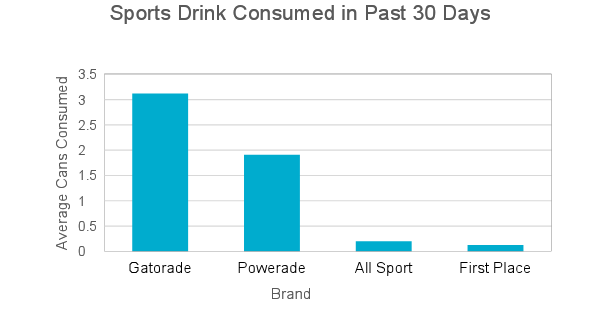 Sports Drink Consumed in Past 30 Days
Average Cans Consumed
3.5
3
2.5
2
1.5
1
0.5
0
Gatorade Powerade All Sport First Place
Brand